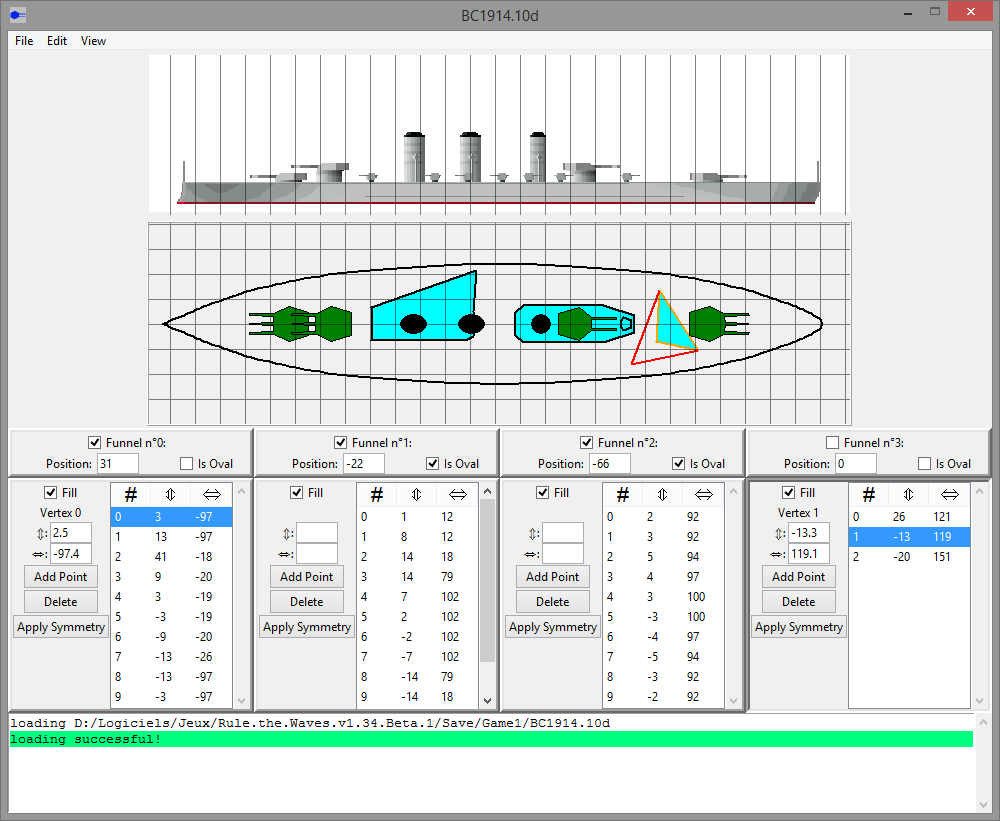 BC1914.10d
File Edit View
Funnel n°0: Funnel n°1: Funnel n°2: Funnel n°3:
Position: 31 Is Oval Position: -22 Is Oval Position: -66 Is Oval Position: 0 Is Oval
Fill # ⇕ ⇔ Fill # ⇕ ⇔ Fill # ⇕ ⇔ Fill # ⇕ ⇔
Vertex 0 0 3 -97 0 1 12 0 2 92 Vertex 1 0 26 121
⇕: 2.5 1 13 -97 ⇕: 1 8 12 ⇕: 1 3 92 ⇕: -13.3 1 -13 119
⇔: -97.4 2 41 -18 ⇔: 2 14 18 ⇔: 2 5 94 ⇔: 119.1 2 -20 151
Add Point 3 9 -20 Add Point 3 14 79 Add Point 3 4 97 Add Point
Delete 4 3 -19 Delete 4 7 102 Delete 4 3 100 Delete
Apply Symmetry 5 -3 -19 Apply Symmetry 5 2 102 Apply Symmetry 5 -3 100 Apply Symmetry
6 -9 -20 6 -2 102 6 -4 97
7 -13 -26 7 -7 102 7 -5 94
8 -13 -97 8 -14 79 8 -3 92
9 -3 -97 9 -14 18 9 -2 92
loading D:/Logiciels/Jeux/Rule.the.Waves.v1.34.Beta.1/Save/Game1/BC1914.10d
loading successful!